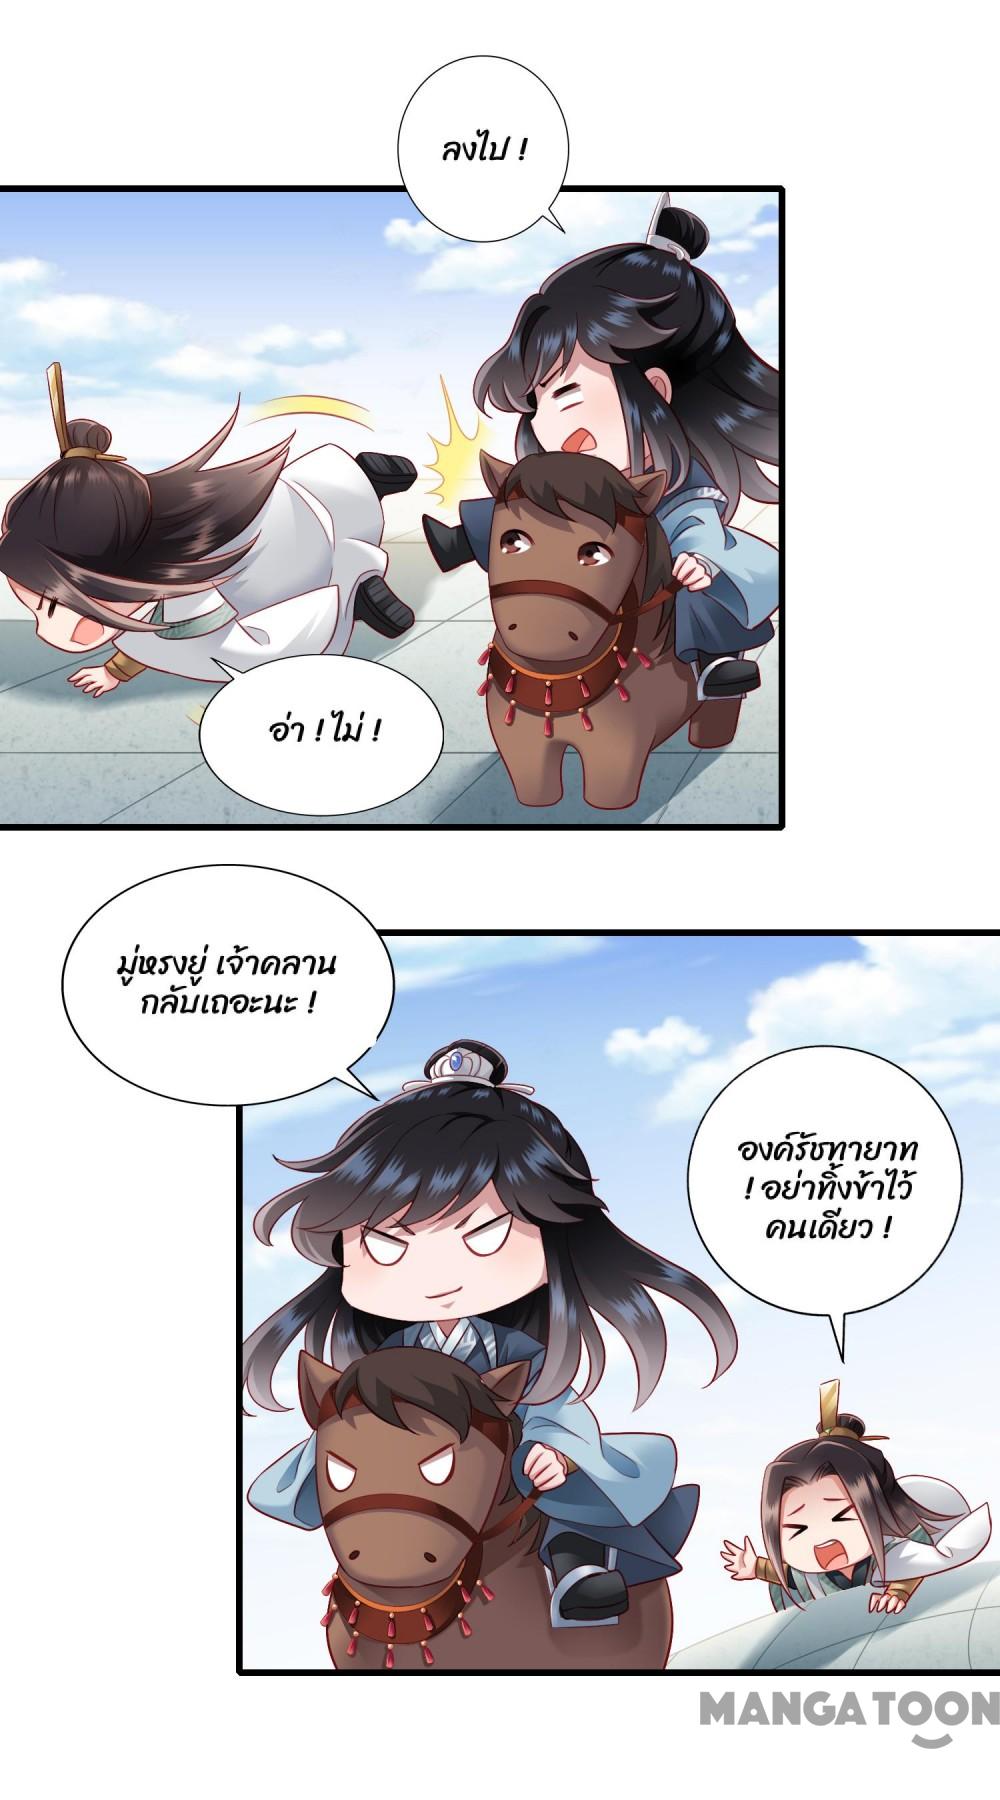 ลงไป !
อ่า ! ไม่ !
มู่หรงยู่ เจ้าคลาน
กลับเถอะนะ !
องค์รัชทายาท
! อย่าทิ้งข้าไว้
คนเดียว !
MANGATOON